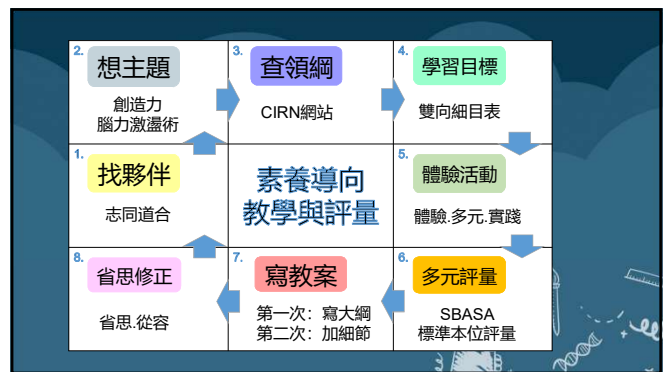 2.
想主題
創造力
腦力激盪術
3.
查領綱
CIRN網站
4.
學習目標
雙向細目表
1.
找夥伴
志同道合
素養導向
教學與評量
5.
體驗活動
體驗.多元.實踐
8.
省思修正
省思.從容
7.
寫教案
第一次：寫大綱
第二次：加細節
6.
多元評量
SBASA
標準本位評量